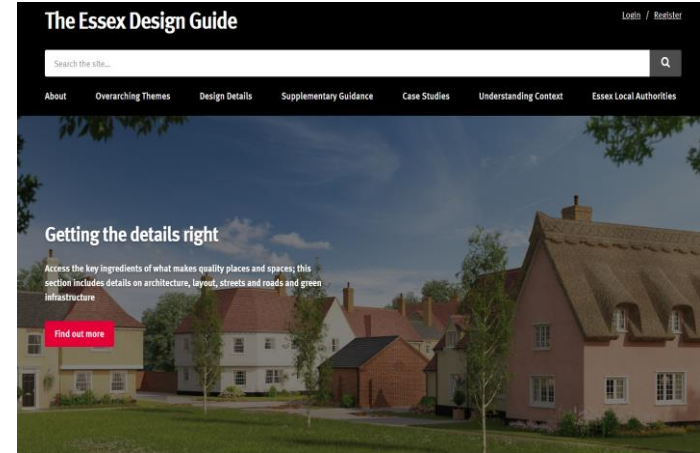 The Essex Design Guide
Login / Register
Search the site...
About Overarching Themes Design Details Supplementary Guidance Case Studies Understanding Context Essex Local Authorities
Getting the details right
Access the key ingredients of what makes quality places and spaces; this
section includes details on architecture, layout, streets and roads and green
infrastructure
Find out more